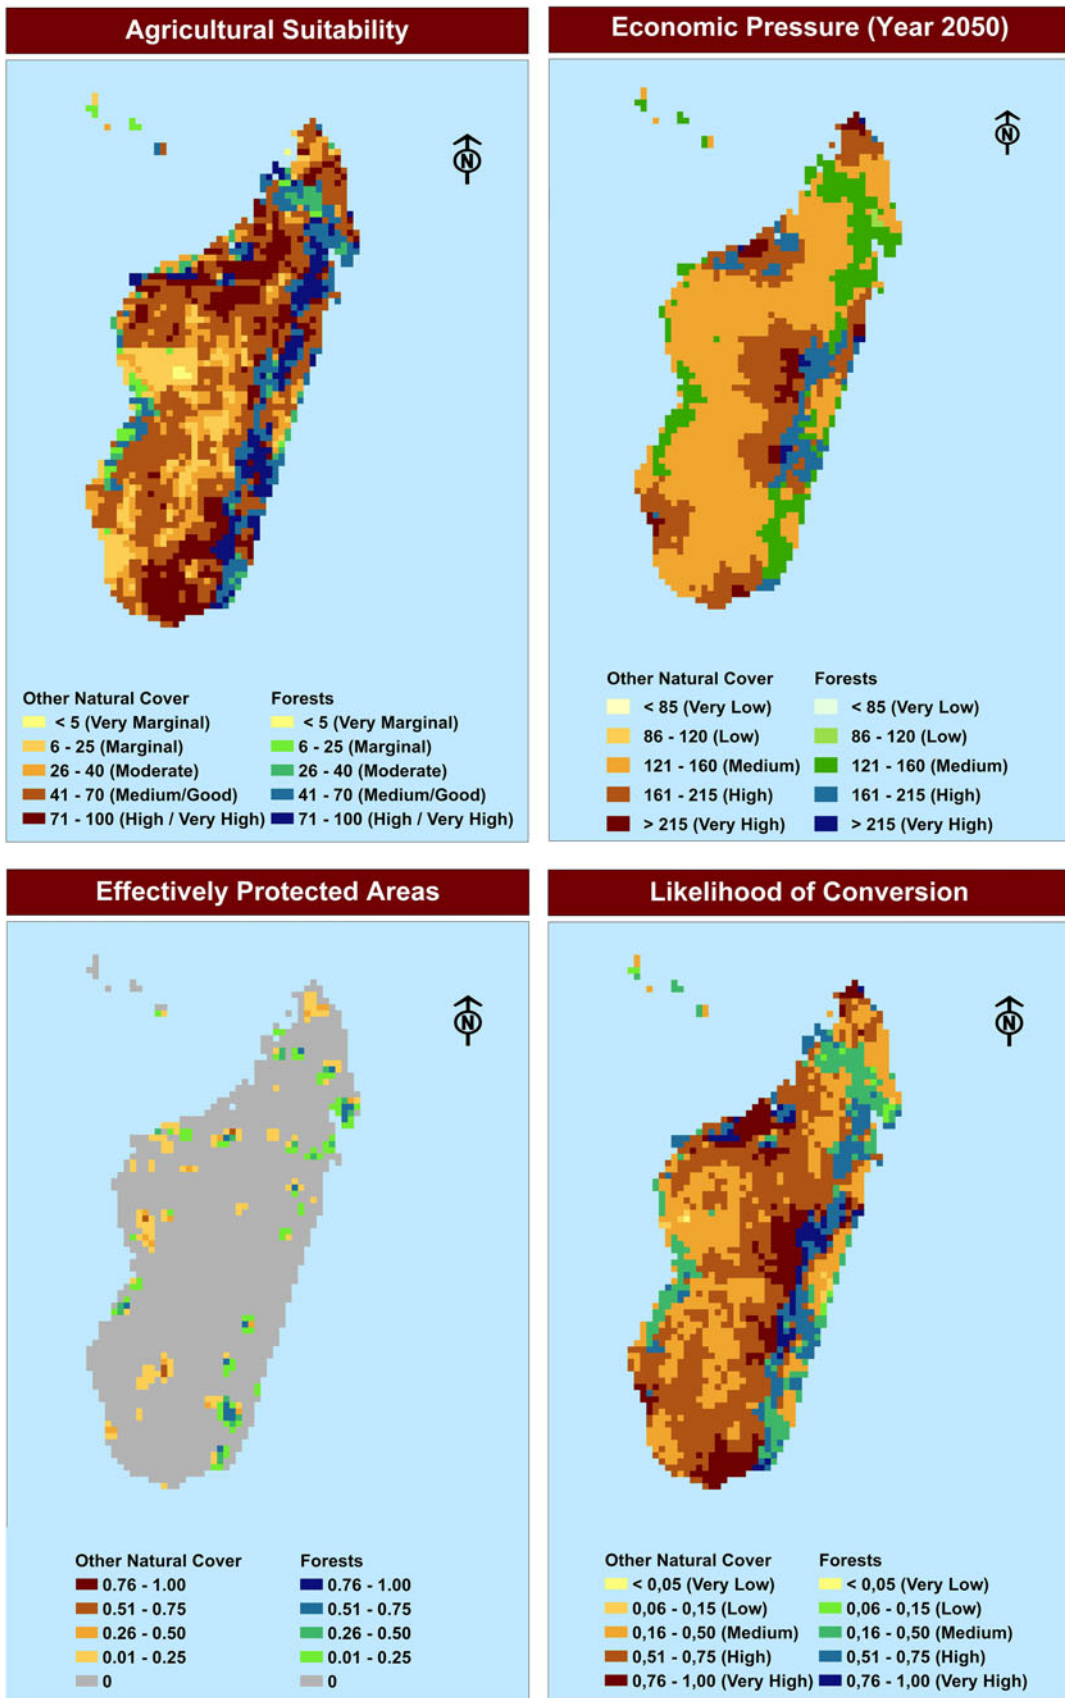 Agricultural Suitability
N
Other Natural Cover
< 5 (Very Marginal)
6 - 25 (Marginal)
26 - 40 (Moderate)
41 - 70 (Medium/Good)
71 - 100 (High / Very High)
Forests
< 5 (Very Marginal)
6 - 25 (Marginal)
26 - 40 (Moderate)
41 - 70 (Medium/Good)
71 - 100 (High / Very High)
Economic Pressure (Year 2050)
N
Other Natural Cover
< 85 (Very Low)
86 - 120 (Low)
121 - 160 (Medium)
161 - 215 (High)
> 215 (Very High)
Forests
< 85 (Very Low)
86 - 120 (Low)
121 - 160 (Medium)
161 - 215 (High)
> 215 (Very High)
Effectively Protected Areas
N
Other Natural Cover
0.76 - 1.00
0.51 - 0.75
0.26 - 0.50
0.01 - 0.25
0
Forests
0.76 - 1.00
0.51 - 0.75
0.26 - 0.50
0.01 - 0.25
0
Likelihood of Conversion
N
Other Natural Cover
< 0,05 (Very Low)
0,06 - 0,15 (Low)
0,16 - 0,50 (Medium)
0,51 - 0,75 (High)
0,76 - 1,00 (Very High)
Forests
< 0,05 (Very Low)
0,06 - 0,15 (Low)
0,16 - 0,50 (Medium)
0,51 - 0,75 (High)
0,76 - 1,00 (Very High)